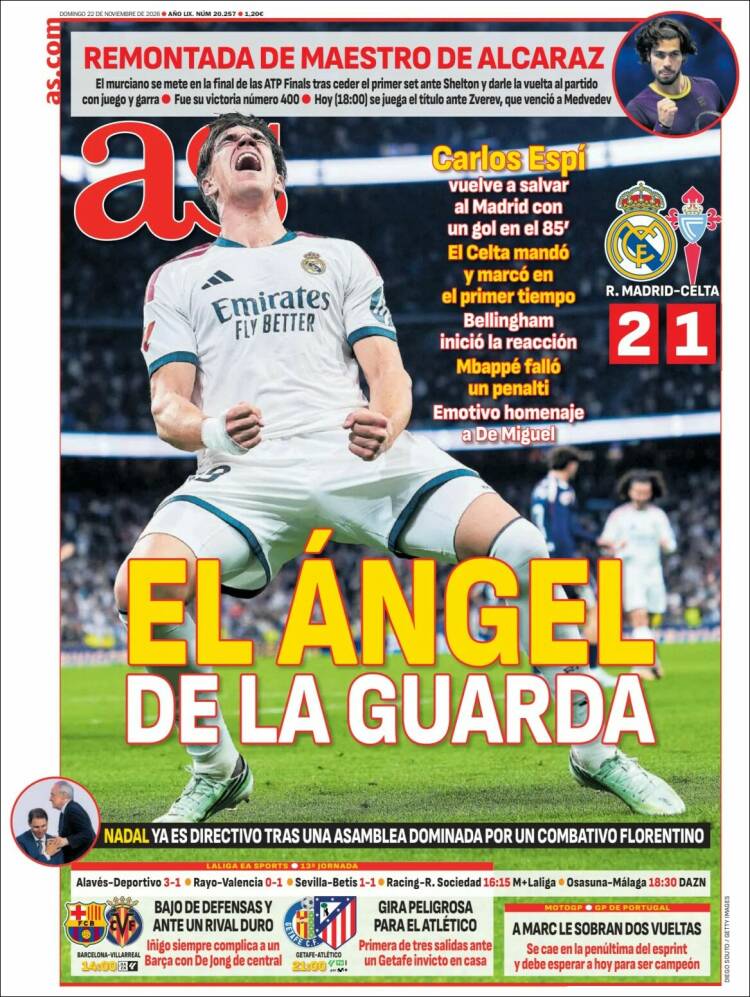 DOMINGO 22 DE NOVIEMBRE DE 2026 ● AÑO LIX. NÚM 20.257 ● 1,20€
as.com
REMONTADA DE MAESTRO DE ALCARAZ
El murciano se mete en la final de las ATP Finals tras ceder el primer set ante Shelton y darle la vuelta al partido
con juego y garra ● Fue su victoria número 400 ● Hoy (18:00) se juega el título ante Zverev, que venció a Medvedev
as
Carlos Espí
vuelve a salvar
al Madrid con
un gol en el 85’
El Celta mandó
y marcó en
el primer tiempo
Bellingham
inició la reacción
Mbappé falló
un penalti
Emotivo homenaje
a De Miguel
R. MADRID-CELTA
2 1
Emirates
FLY BETTER
EL ÁNGEL
DE LA GUARDA
NADAL YA ES DIRECTIVO TRAS UNA ASAMBLEA DOMINADA POR UN COMBATIVO FLORENTINO
LALIGA EA SPORTS ● 13ª JORNADA
Alavés-Deportivo 3-1 ● Rayo-Valencia 0-1 ● Sevilla-Betis 1-1 ● Racing-R. Sociedad 16:15 M+Laliga ● Osasuna-Málaga 18:30 DAZN
BAJO DE DEFENSAS Y
ANTE UN RIVAL DURO
Iñigo siempre complica a un
Barça con De Jong de central
BARCELONA-VILLARREAL
14:00
GIRA PELIGROSA
PARA EL ATLÉTICO
Primera de tres salidas ante
un Getafe invicto en casa
GETAFE-ATLÉTICO
21:00
MOTOGP ● GP DE PORTUGAL
A MARC LE SOBRAN DOS VUELTAS
Se cae en la penúltima del esprint
y debe esperar a hoy para ser campeón
DIEGO SOUTO / GETTY IMAGES